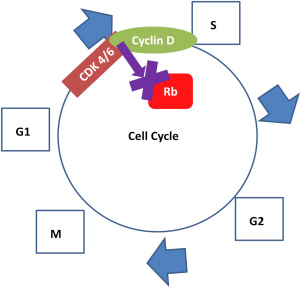 S
Cyclin D
CDK 4/6
Rb
G1
Cell Cycle
M
G2